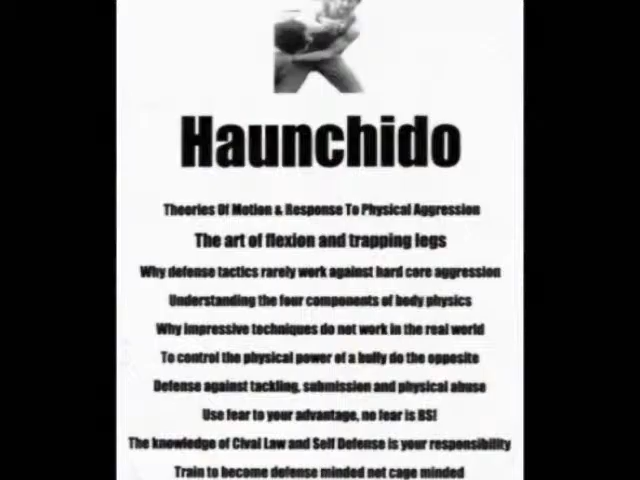 Haunchido
Theories Of Motion & Response To Physical Aggression
The art of flexion and trapping legs
Why defense tactics rarely work against hard core aggression
Understanding the four components of body physics
Why impressive techniques do not work in the real world
To control the physical power of a bully do the opposite
Defense against tackling, submission and physical abuse
Use fear to your advantage, no fear is BS!
The knowledge of Cival Law and Self Defense is your responsibility
Train to become defense minded not cage minded